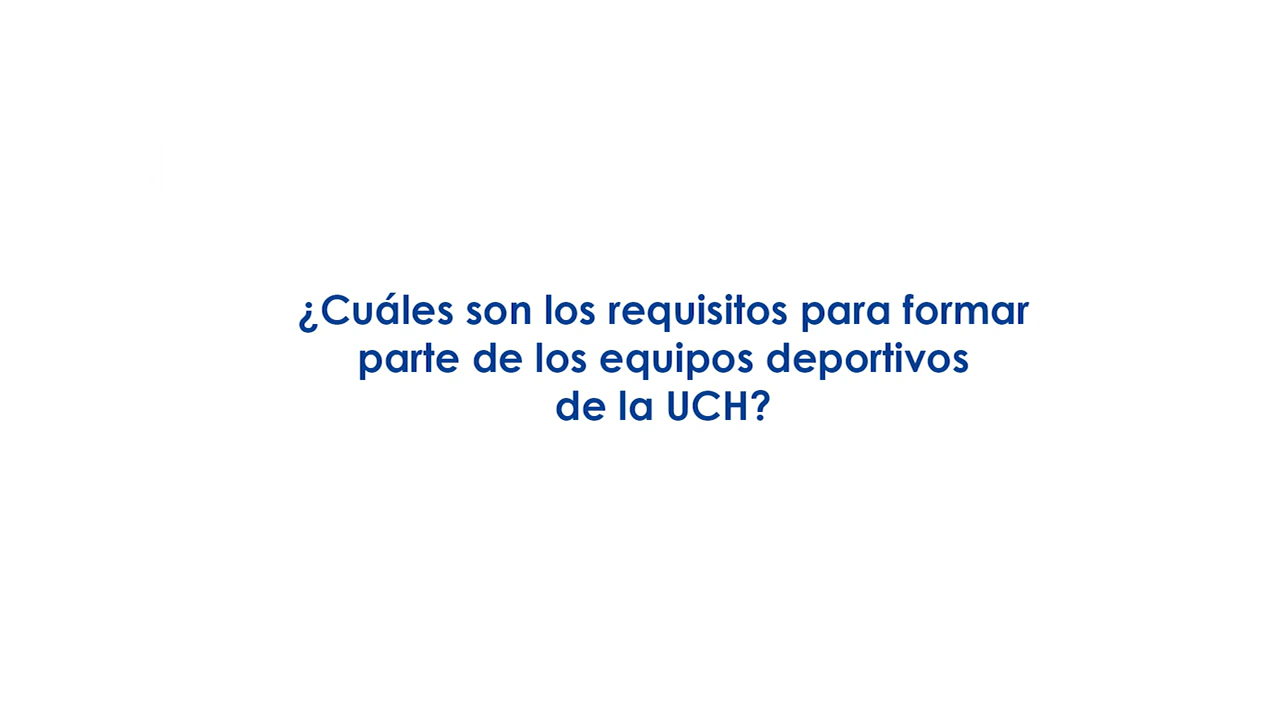 ¿Cuáles son los requisitos para formar
parte de los equipos deportivos
de la UCH?